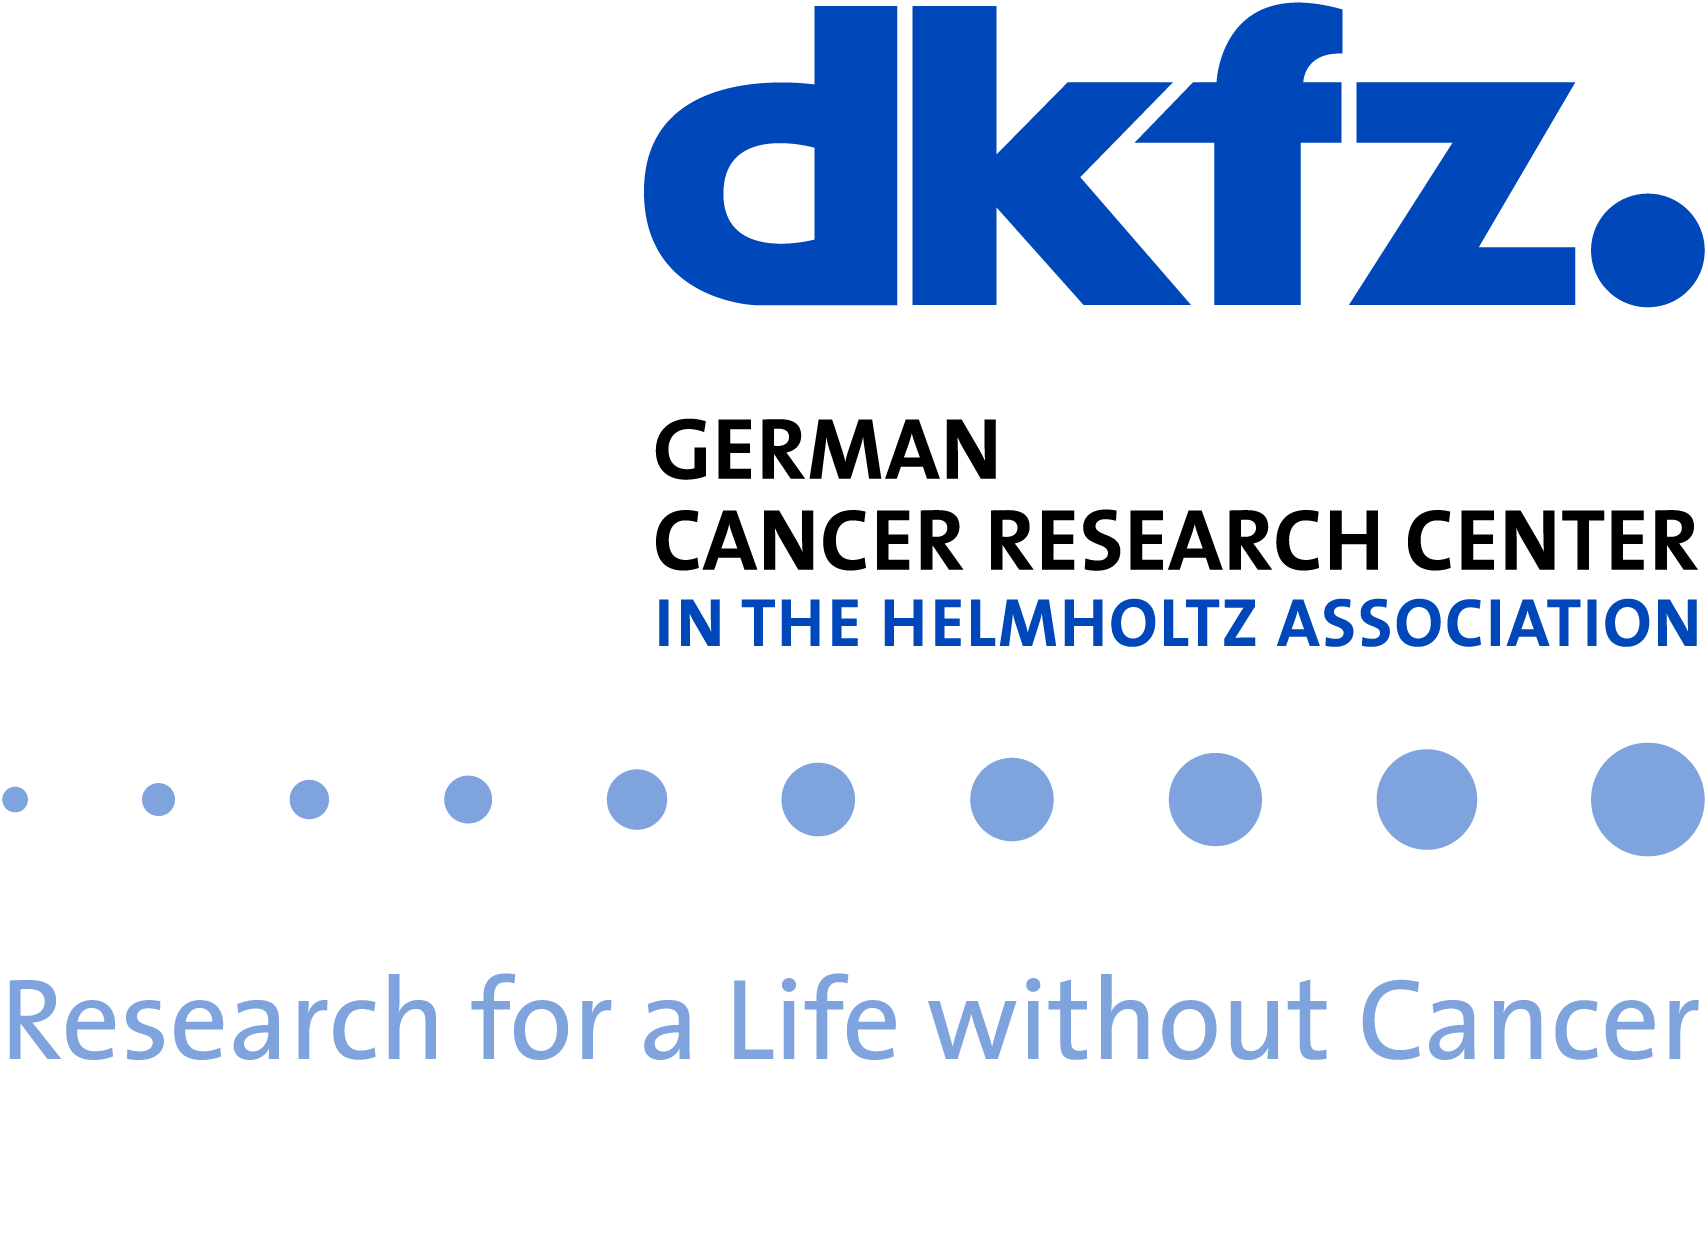 dkfz.
GERMAN
CANCER RESEARCH CENTER
IN THE HELMHOLTZ ASSOCIATION
Research for a Life without Cancer